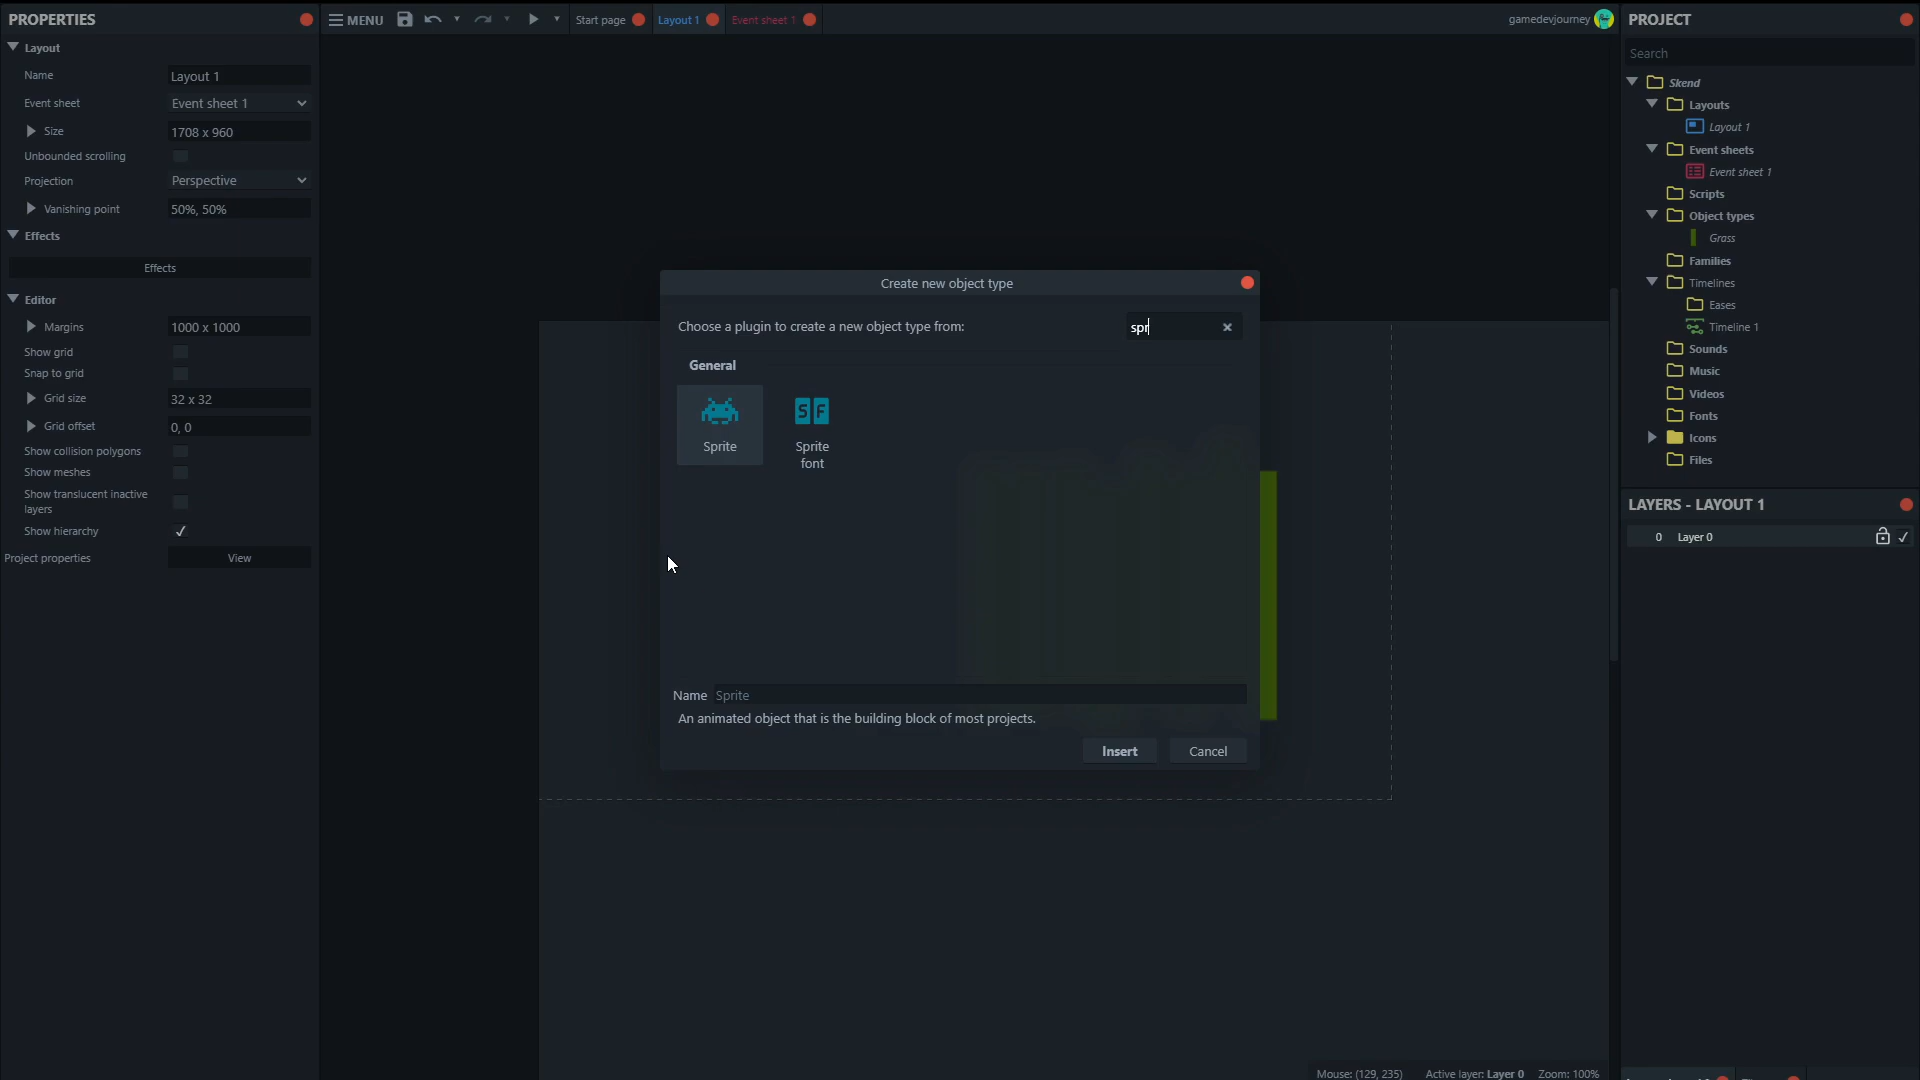 PROPERTIES
Layout
Name Layout 1
Event sheet Event sheet 1
Size 1708 x 960
Unbounded scrolling
Projection Perspective
Vanishing point 50%, 50%
Effects
Effects
Editor
Margins 1000 x 1000
Show grid
Snap to grid
Grid size 32 x 32
Grid offset 0, 0
Show collision polygons
Show meshes
Show translucent inactive
layers
Show hierarchy
Project properties View
MENU
Start page
Layout 1
Event sheet 1
gamedevjourney
Create new object type
Choose a plugin to create a new object type from:
spr
General
Sprite
Sprite
font
Name Sprite
An animated object that is the building block of most projects.
Insert Cancel
Mouse: (129, 235) Active layer: Layer 0 Zoom: 100%
PROJECT
Search
Skend
Layouts
Layout 1
Event sheets
Event sheet 1
Scripts
Object types
Grass
Families
Timelines
Eases
Timeline 1
Sounds
Music
Videos
Fonts
Icons
Files
LAYERS - LAYOUT 1
0 Layer 0